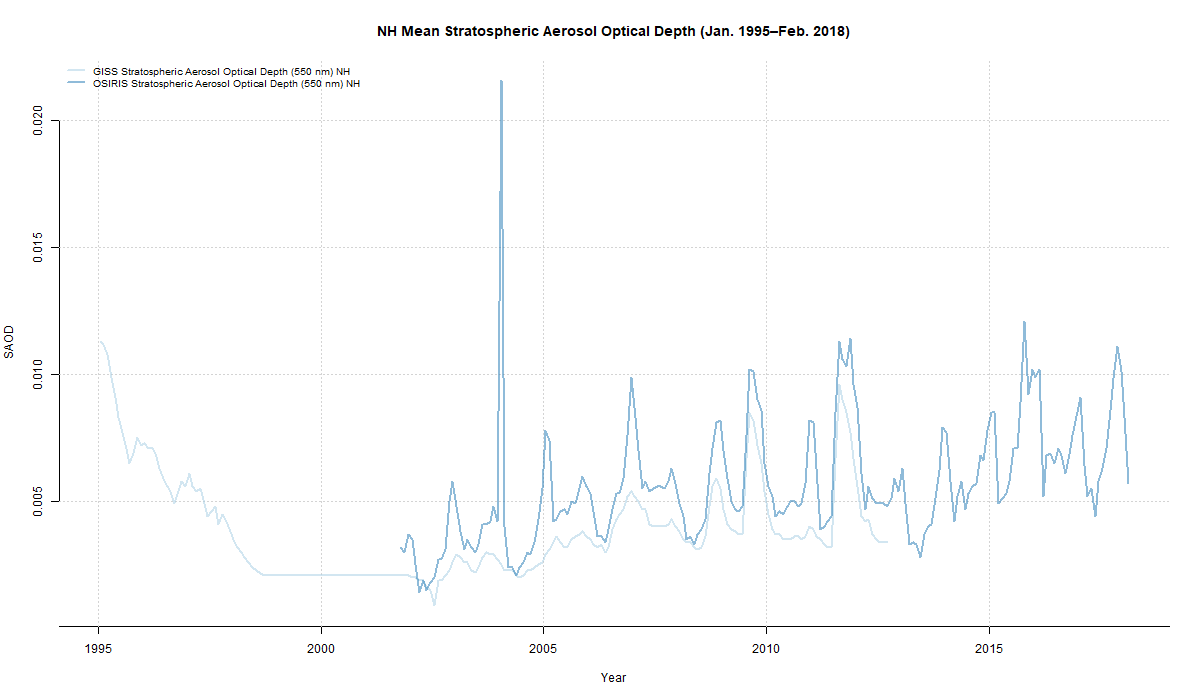 NH Mean Stratospheric Aerosol Optical Depth (Jan. 1995–Feb. 2018)
GISS Stratospheric Aerosol Optical Depth (550 nm) NH
OSIRIS Stratospheric Aerosol Optical Depth (550 nm) NH
0.020
0.015
0.010
0.005
SAOD
1995 2000 2005 2010 2015
Year